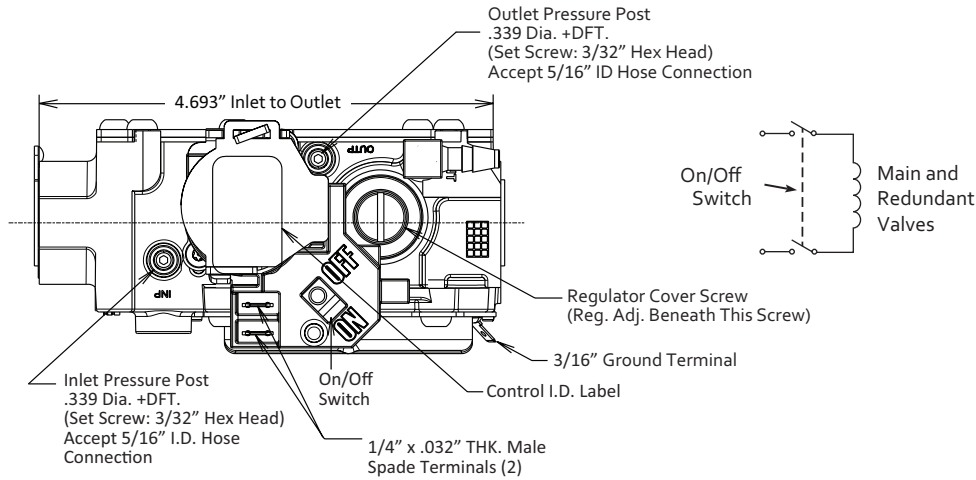 Outlet Pressure Post
.339 Dia. +DFT.
(Set Screw: 3/32” Hex Head)
Accept 5/16” ID Hose Connection
4.693” Inlet to Outlet
OUTP
INP
OFF
ON
On/Off
Switch
Main and
Redundant
Valves
Regulator Cover Screw
(Reg. Adj. Beneath This Screw)
3/16” Ground Terminal
Control I.D. Label
On/Off
Switch
Inlet Pressure Post
.339 Dia. +DFT.
(Set Screw: 3/32” Hex Head)
Accept 5/16” I.D. Hose
Connection
1/4” x .032” THK. Male
Spade Terminals (2)